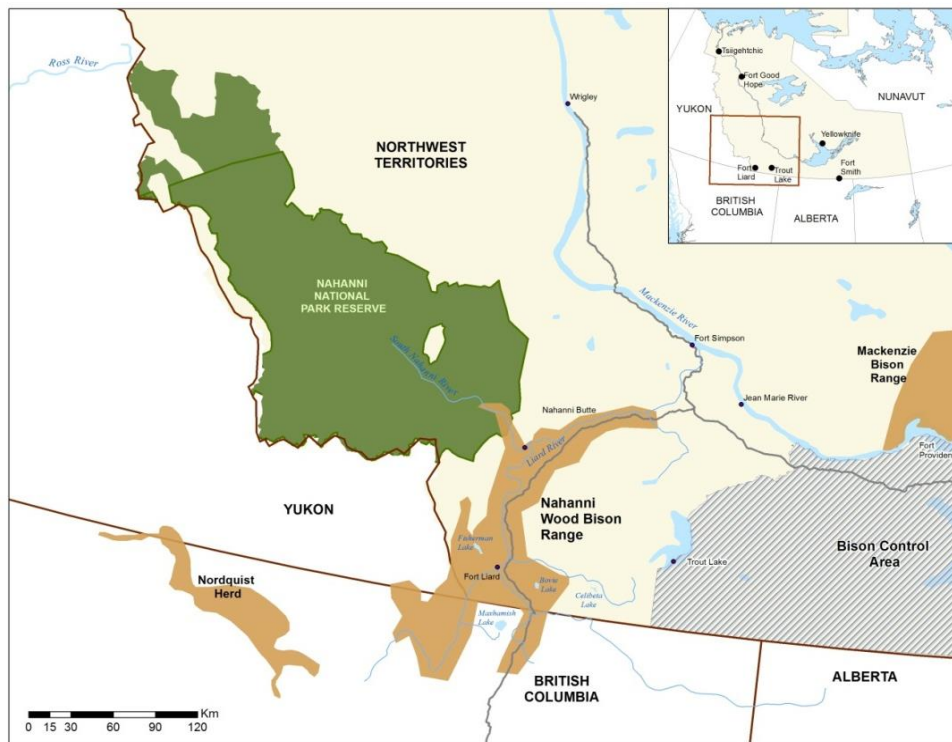 Ross River
Wrigley
NORTHWEST
TERRITORIES
NAHANNI
NATIONAL
PARK RESERVE
South Nahanni River
Mackenzie River
Fort Simpson
Jean Marie River
Mackenzie
Bison
Range
Fort
Providen
Nahanni Butte
Liard River
YUKON
Nahanni
Wood Bison
Range
Bison Control
Area
Trout Lake
Fisherman
Lake
Fort Liard
Bovie
Lake
Celibeta
Lake
Mashamish
Lake
Nordquist
Herd
BRITISH
COLUMBIA
ALBERTA
Km
0 15 30 60 90 120
Tsiigehtchic
Fort Good
Hope
YUKON
NUNAVUT
Yellowknife
Fort
Liard
Trout
Lake
Fort
Smith
BRITISH
COLUMBIA
ALBERTA